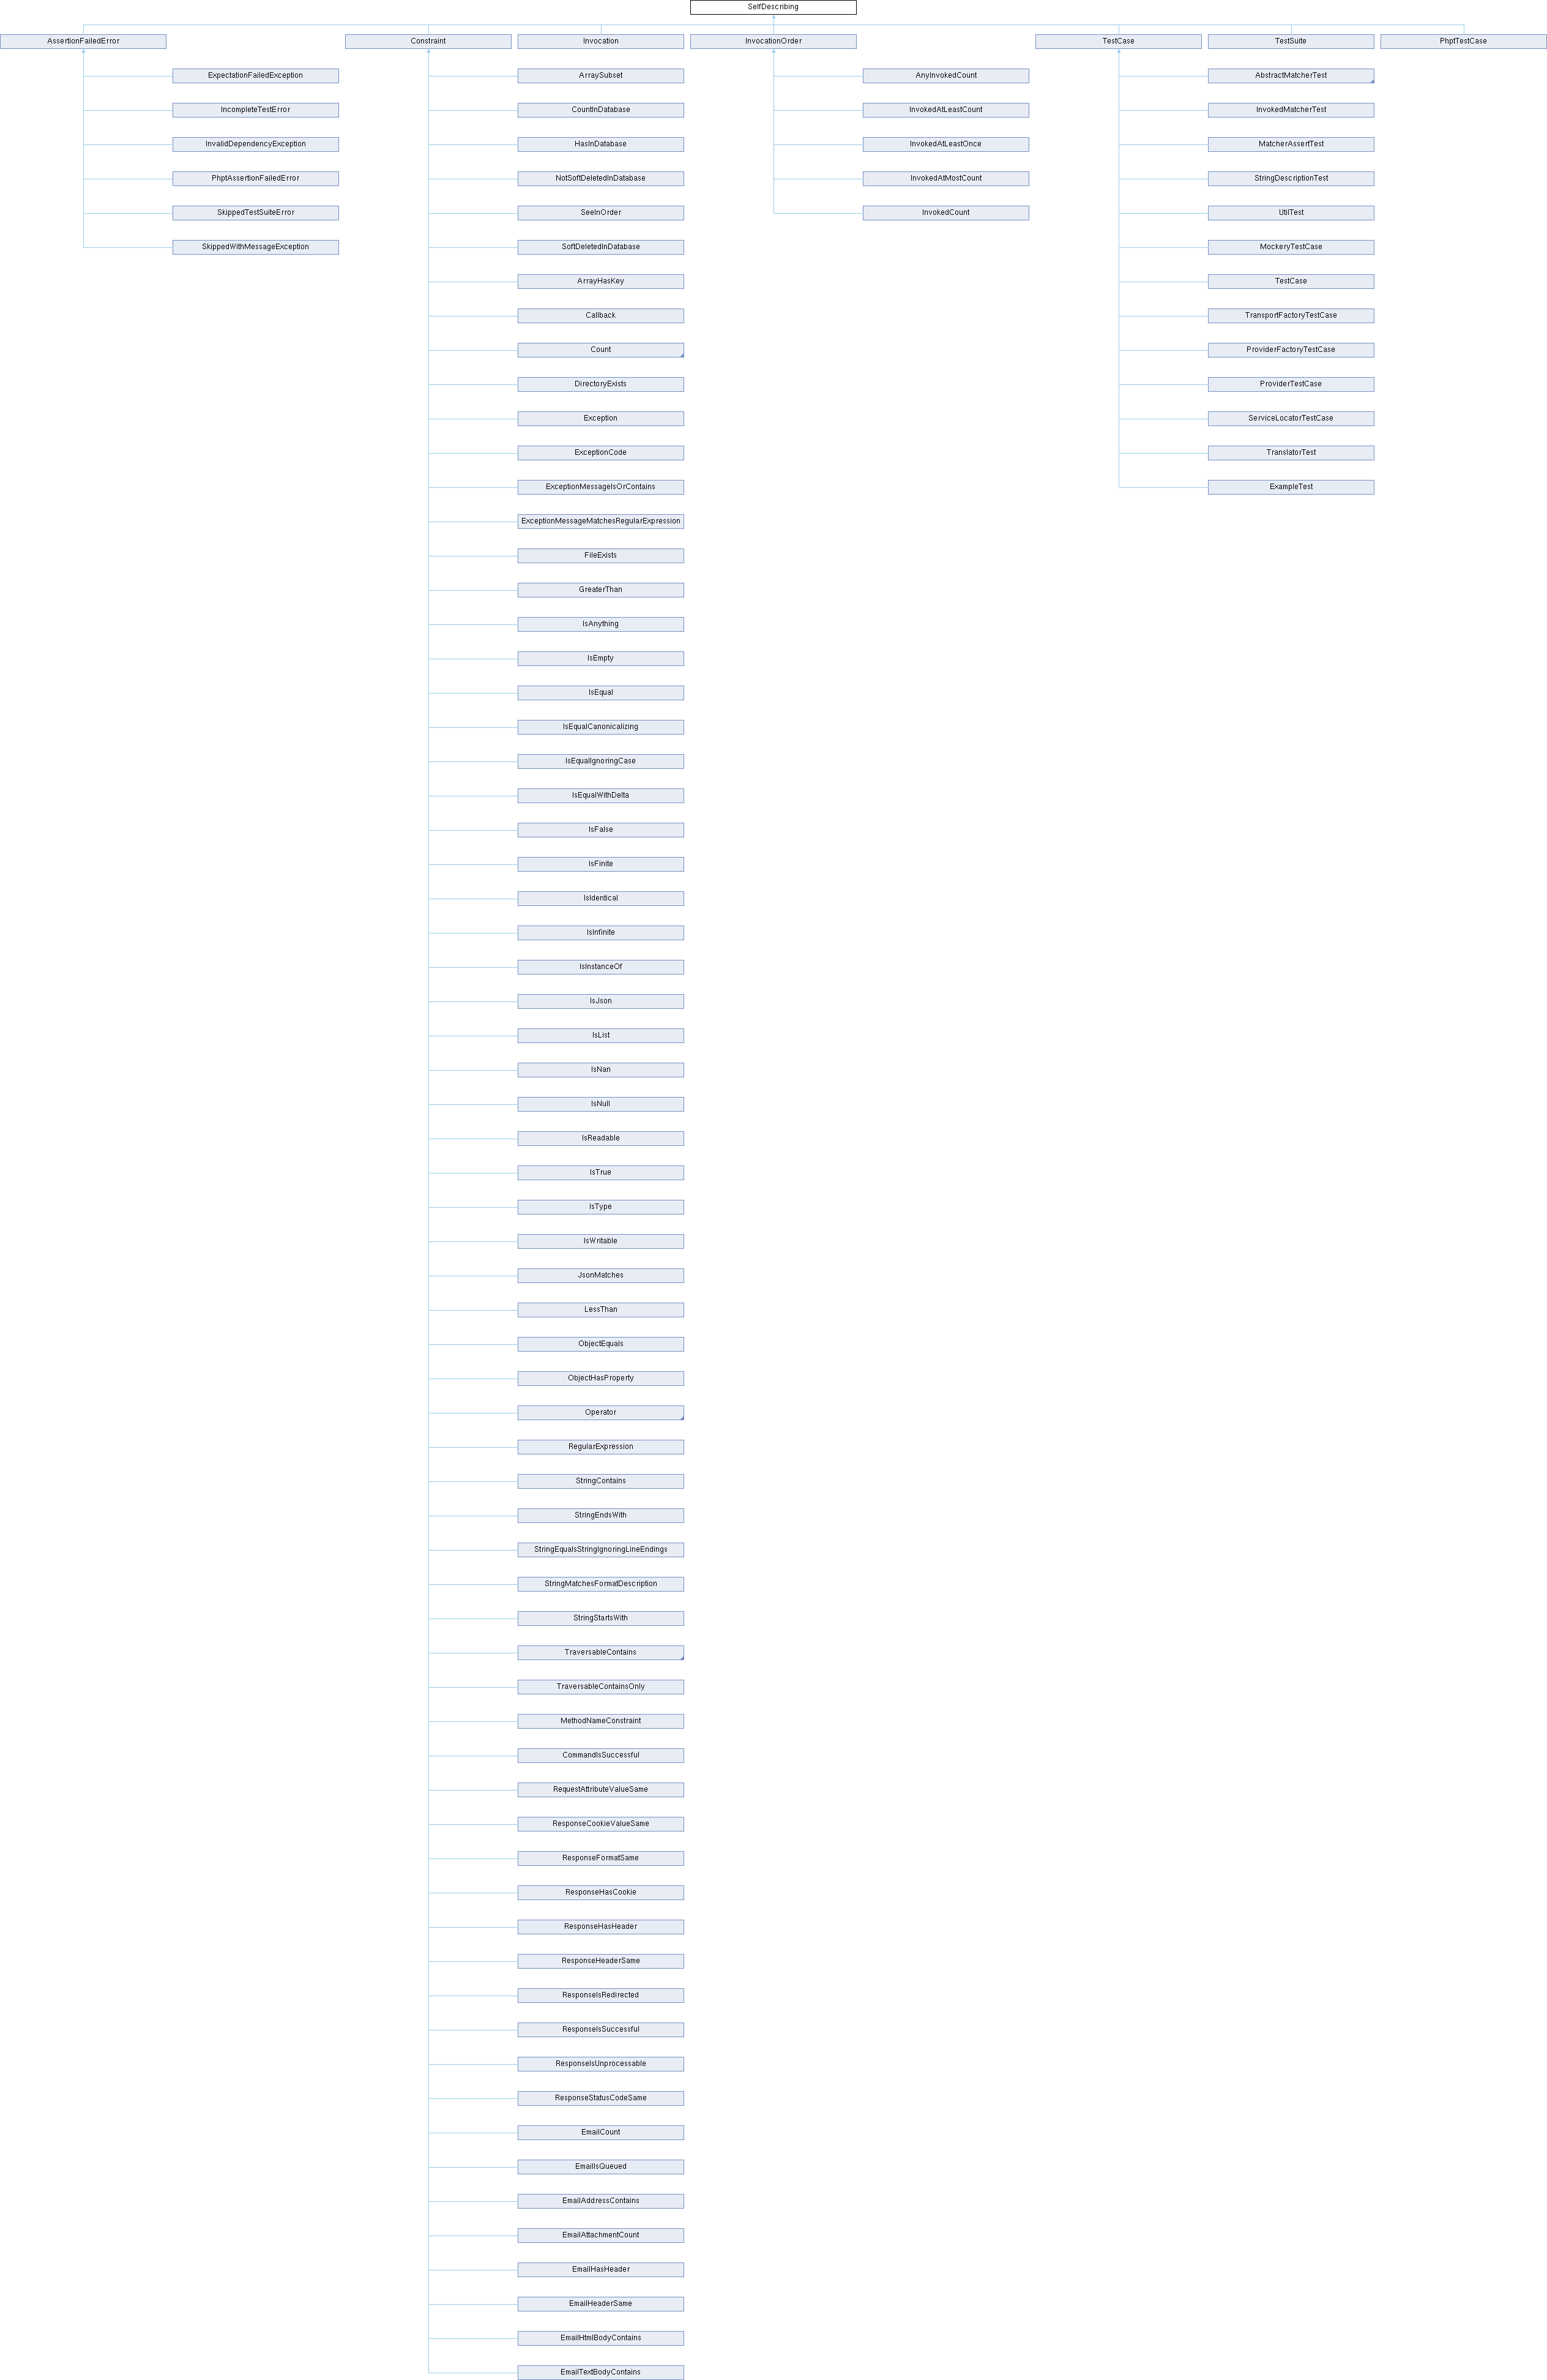 SelfDescribing
AssertionFailedError
Constraint
Invocation
InvocationOrder
TestCase
TestSuite
PhptTestCase
ExpectationFailedException
IncompleteTestError
InvalidDependencyException
PhptAssertionFailedError
SkippedTestSuiteError
SkippedWithMessageException
ArraySubset
CountInDatabase
HasInDatabase
NotSoftDeletedInDatabase
SeeInOrder
SoftDeletedInDatabase
ArrayHasKey
Callback
Count
DirectoryExists
Exception
ExceptionCode
ExceptionMessageIsOrContains
ExceptionMessageMatchesRegularExpression
FileExists
GreaterThan
IsAnything
IsEmpty
IsEqual
IsEqualCanonicalizing
IsEqualIgnoringCase
IsEqualWithDelta
IsFalse
IsFinite
IsIdentical
IsInfinite
IsInstanceOf
IsJson
IsList
IsNan
IsNull
IsReadable
IsTrue
IsType
IsWritable
JsonMatches
LessThan
ObjectEquals
ObjectHasProperty
Operator
RegularExpression
StringContains
StringEndsWith
StringEqualsStringIgnoringLineEndings
StringMatchesFormatDescription
StringStartsWith
TraversableContains
TraversableContainsOnly
MethodNameConstraint
CommandIsSuccessful
RequestAttributeValueSame
ResponseCookieValueSame
ResponseFormatSame
ResponseHasCookie
ResponseHasHeader
ResponseHeaderSame
ResponseIsRedirected
ResponseIsSuccessful
ResponseIsUnprocessable
ResponseStatusCodeSame
EmailCount
EmailIsQueued
EmailAddressContains
EmailAttachmentCount
EmailHasHeader
EmailHeaderSame
EmailHtmlBodyContains
EmailTextBodyContains
AnyInvokedCount
InvokedAtLeastCount
InvokedAtLeastOnce
InvokedAtMostCount
InvokedCount
AbstractMatcherTest
InvokedMatcherTest
MatcherAssertTest
StringDescriptionTest
UtilTest
MockeryTestCase
TestCase
TransportFactoryTestCase
ProviderFactoryTestCase
ProviderTestCase
ServiceLocatorTestCase
TranslatorTest
ExampleTest